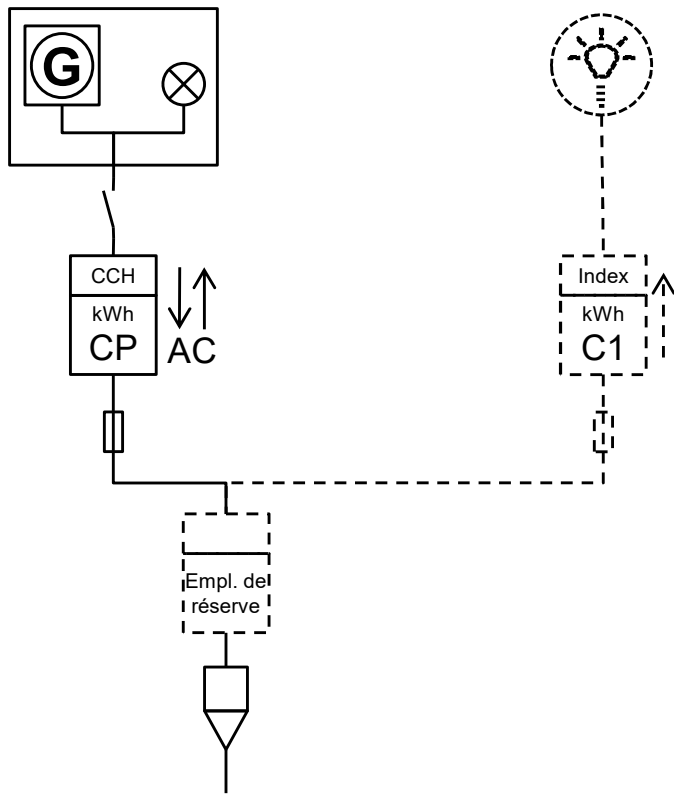 G
CCH
kWh
CP
AC
Index
kWh
C1
Empl. de
réserve